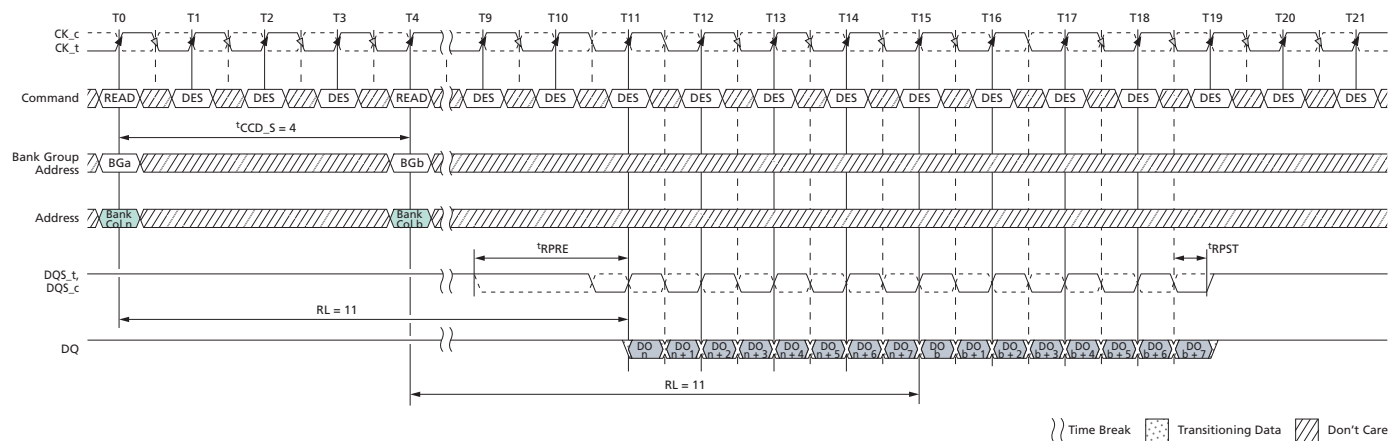 T0 T1 T2 T3 T4 T9 T10 T11 T12 T13 T14 T15 T16 T17 T18 T19 T20 T21
CK_c
CK_t
Command READ DES DES DES READ DES DES DES DES DES DES DES DES DES DES DES DES DES
tCCD_S = 4
Bank Group
Address
BGa BGb
Address
Bank
Col n
Bank
Col b
tRPRE tRPST
DQS_t,
DQS_c
RL = 11
DQ
DO
n
DO
n + 1
DO
n + 2
DO
n + 3
DO
n + 4
DO
n + 5
DO
n + 6
DO
n + 7
DO
b
DO
b + 1
DO
b + 2
DO
b + 3
DO
b + 4
DO
b + 5
DO
b + 6
DO
b + 7
RL = 11
Time Break Transitioning Data Don't Care